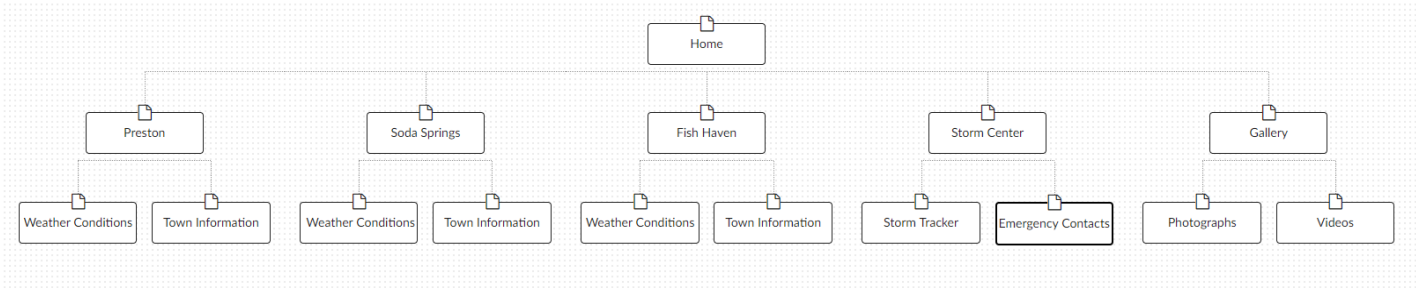 Home
Preston
Soda Springs
Fish Haven
Storm Center
Gallery
Weather Conditions
Town Information
Weather Conditions
Town Information
Weather Conditions
Town Information
Storm Tracker
Emergency Contacts
Photographs
Videos